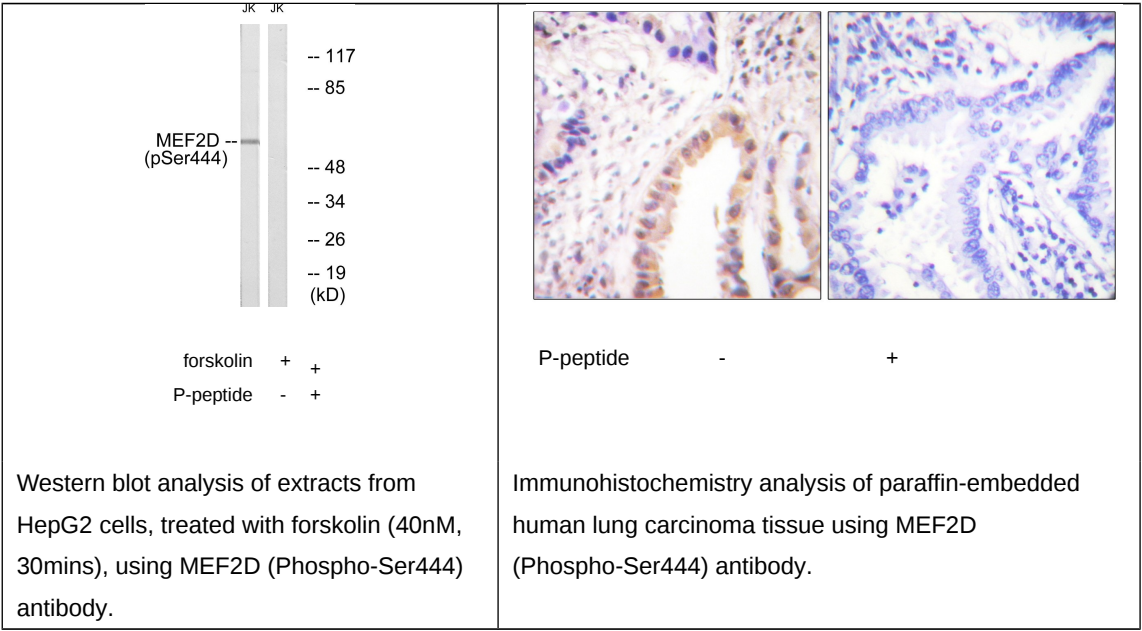 JK JK
-- 117
-- 85
MEF2D --
(pSer444)
-- 48
-- 34
-- 26
-- 19
(kD)
forskolin + +
P-peptide - +
Western blot analysis of extracts from
HepG2 cells, treated with forskolin (40nM,
30mins), using MEF2D (Phospho-Ser444)
antibody.
P-peptide - +
Immunohistochemistry analysis of paraffin-embedded
human lung carcinoma tissue using MEF2D
(Phospho-Ser444) antibody.